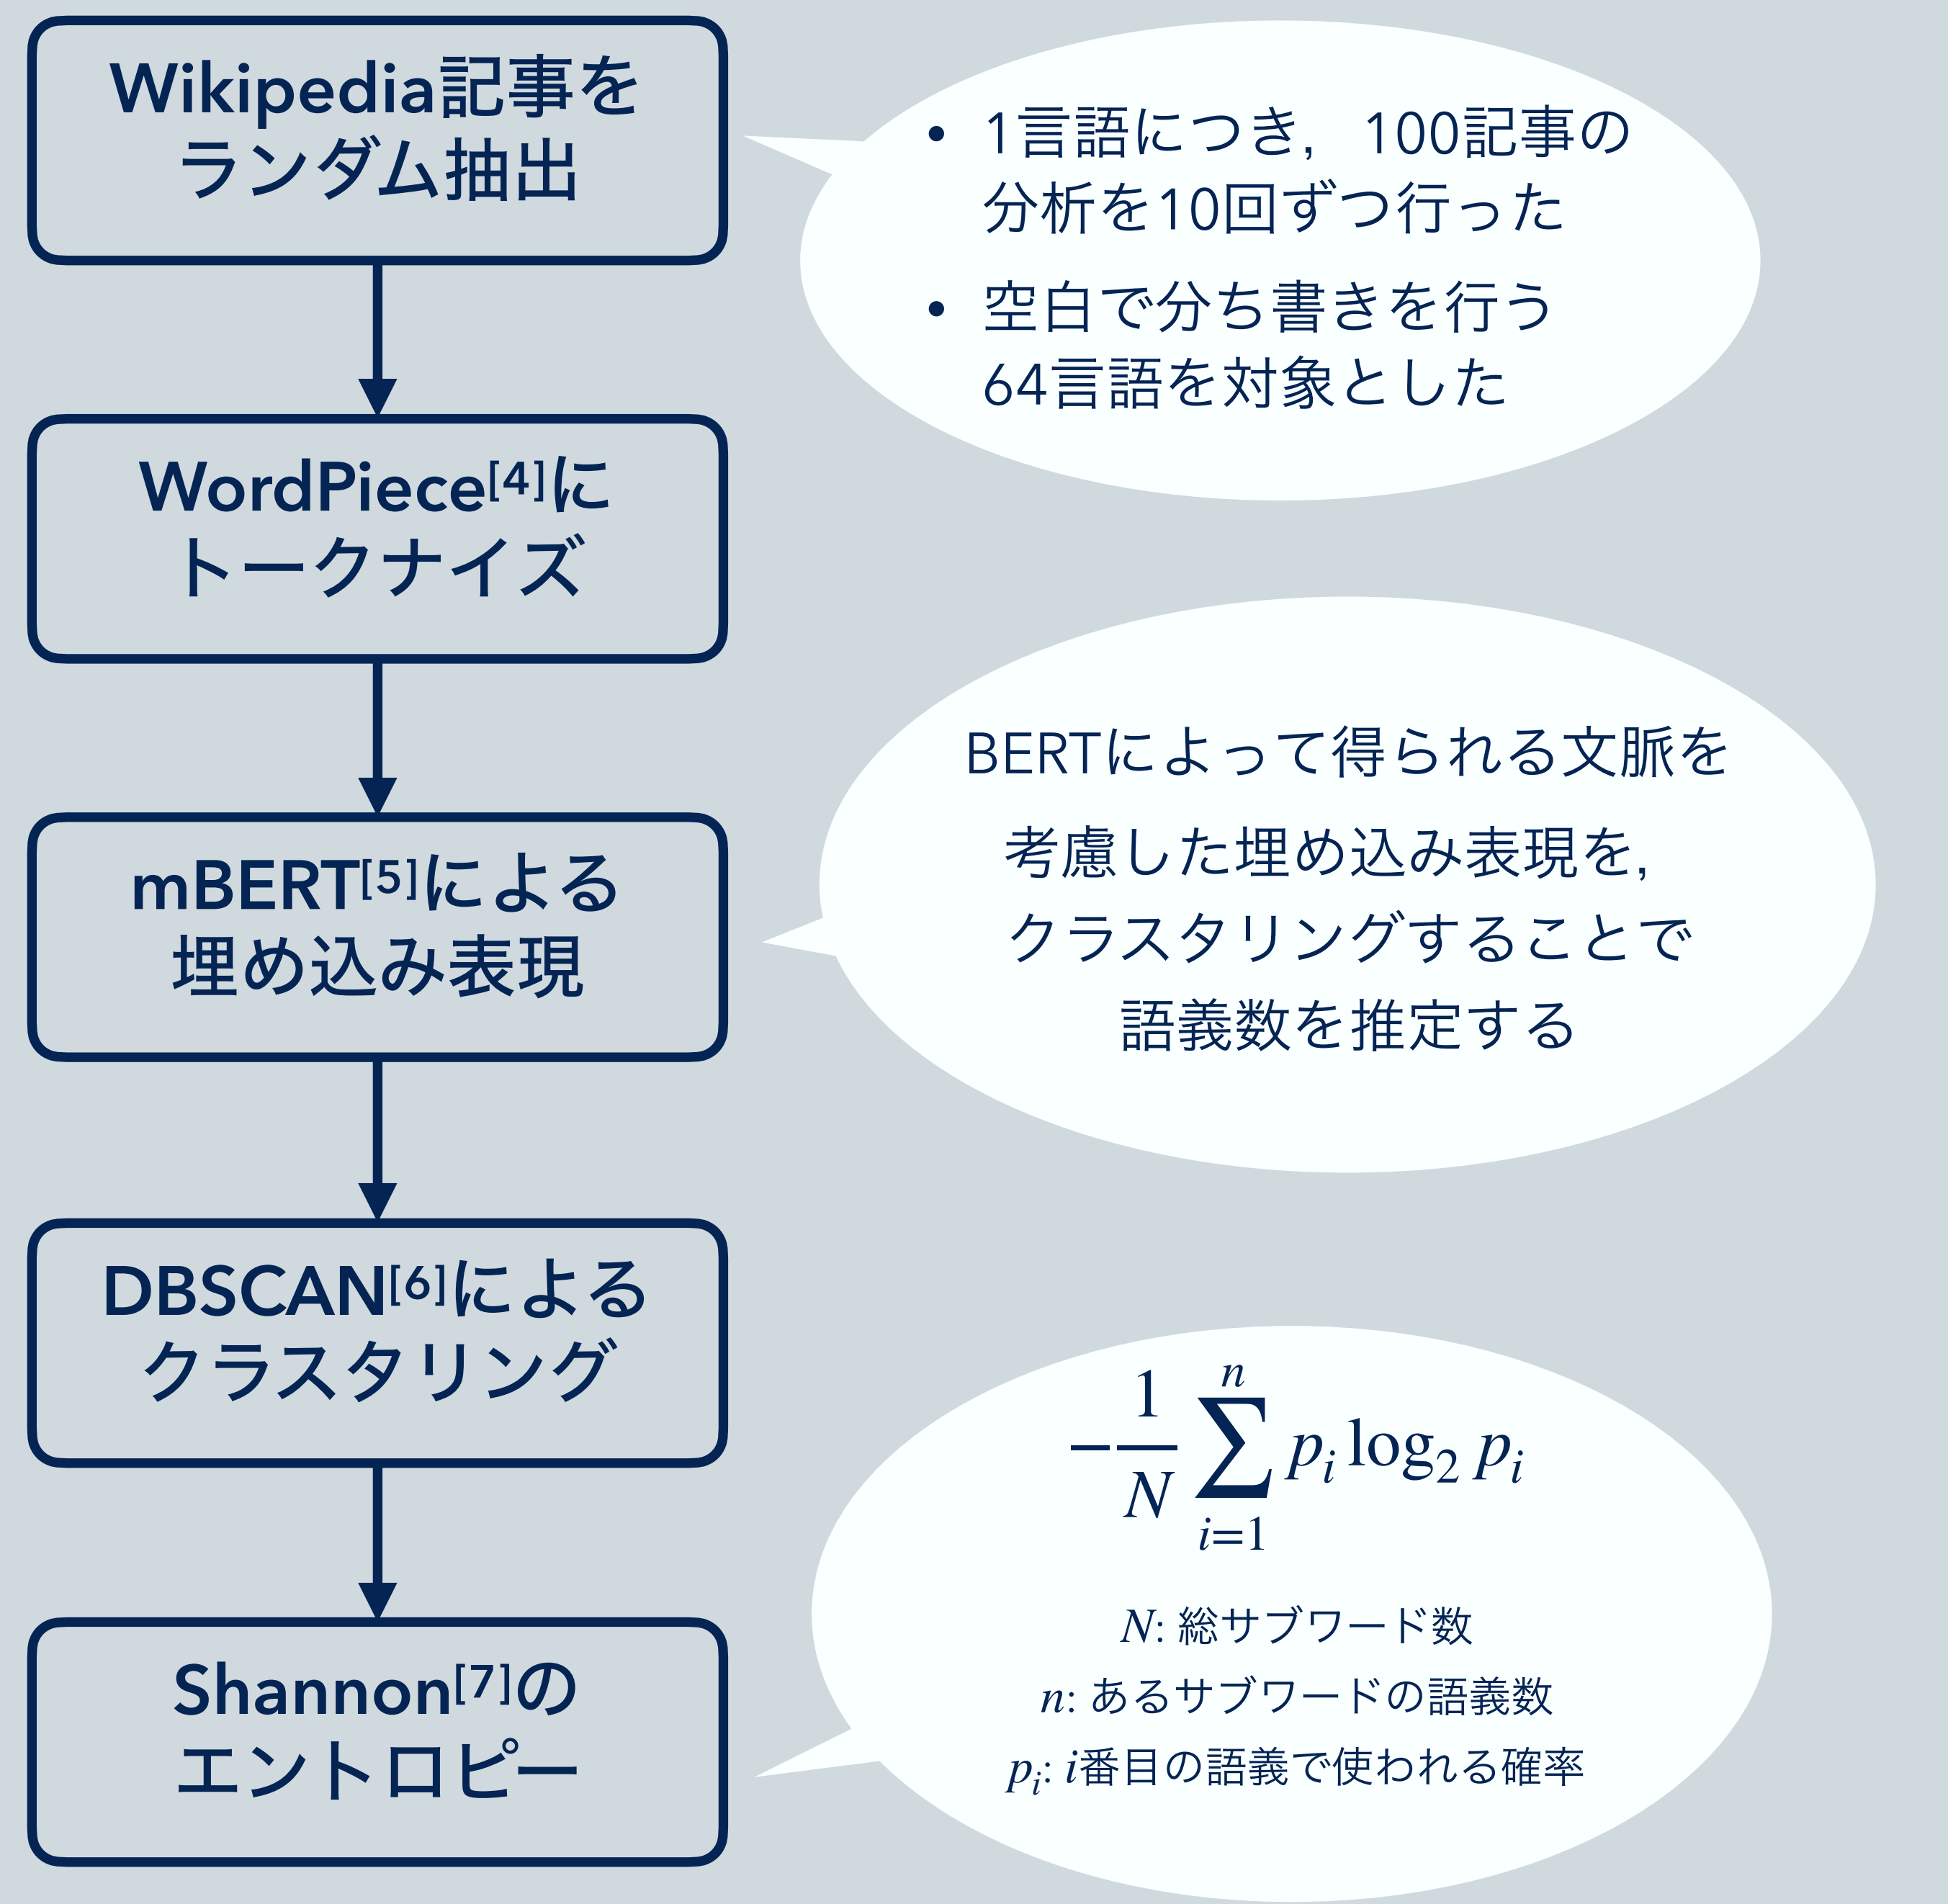 Wikipedia記事を
ランダム抽出
• 1言語につき， 100記事の
分析を10回ずつ行った
• 空白で分ち書きを行う
64言語を対象とした
WordPiece[4]に
トークナイズ
BERTによって得られる文脈を
考慮した埋め込み表現を，
クラスタリングすることで
語義数を推定する
mBERT[5]による
埋め込み表現
DBSCAN[6]による
クラスタリング
−1/N ∑_{i=1}^{n} p_i log_2 p_i
N: 総サブワード数
n: あるサブワードの語義数
p_i: i番目の語義で使われる確率
Shannon[7]の
エントロピー